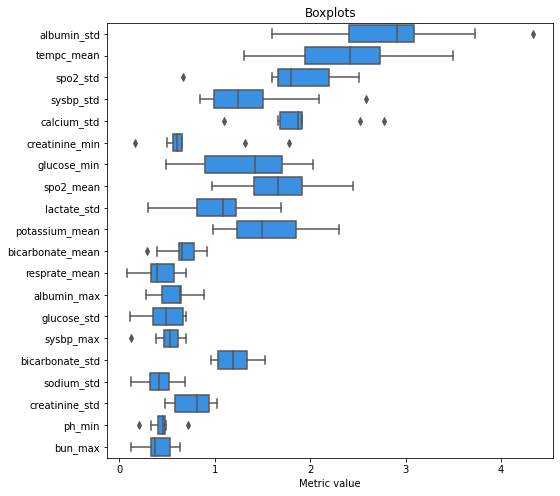 Boxplots
albumin_std
tempc_mean
spo2_std
sysbp_std
calcium_std
creatinine_min
glucose_min
spo2_mean
lactate_std
potassium_mean
bicarbonate_mean
resprate_mean
albumin_max
glucose_std
sysbp_max
bicarbonate_std
sodium_std
creatinine_std
ph_min
bun_max
0 1 2 3 4
Metric value